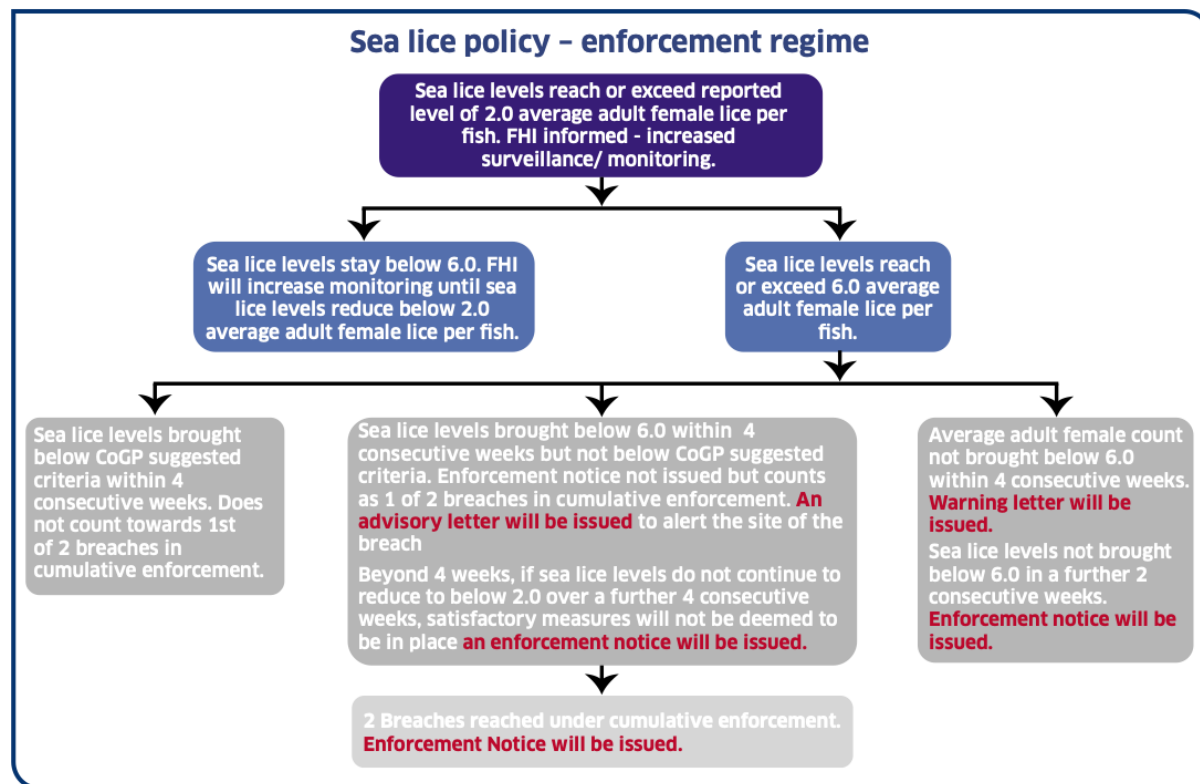 Sea lice policy – enforcement regime
Sea lice levels reach or exceed reported
level of 2.0 average adult female lice per
fish. FHI informed - increased
surveillance/ monitoring.
Sea lice levels stay below 6.0. FHI
will increase monitoring until sea
lice levels reduce below 2.0
average adult female lice per fish.
Sea lice levels reach
or exceed 6.0 average
adult female lice per
fish.
Sea lice levels brought
below CoGP suggested
criteria within 4
consecutive weeks. Does
not count towards 1st
of 2 breaches in
cumulative enforcement.
Sea lice levels brought below 6.0 within 4
consecutive weeks but not below CoGP suggested
criteria. Enforcement notice not issued but counts
as 1 of 2 breaches in cumulative enforcement. An
advisory letter will be issued to alert the site of the
breach
Beyond 4 weeks, if sea lice levels do not continue to
reduce to below 2.0 over a further 4 consecutive
weeks, satisfactory measures will not be deemed to
be in place an enforcement notice will be issued.
Average adult female count
not brought below 6.0
within 4 consecutive weeks.
Warning letter will be
issued.
Sea lice levels not brought
below 6.0 in a further 2
consecutive weeks.
Enforcement notice will be
issued.
2 Breaches reached under cumulative enforcement.
Enforcement Notice will be issued.